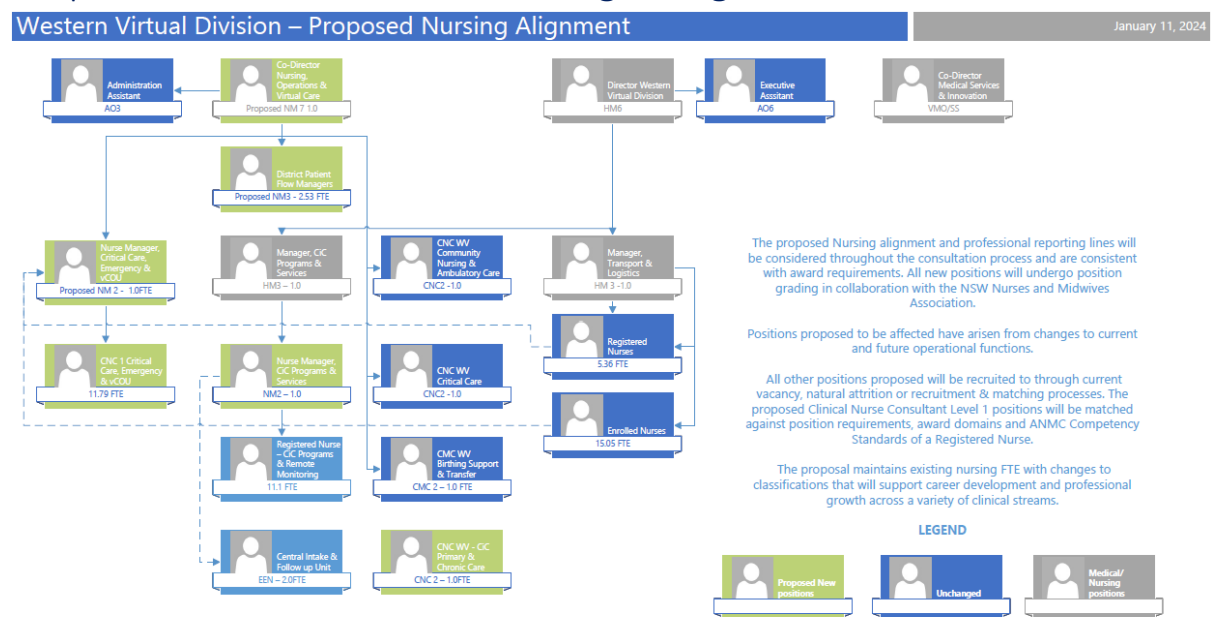 Western Virtual Division – Proposed Nursing Alignment
January 11, 2024
Administration
Assistant
AO3
Co-Director
Nursing,
Operations &
Virtual Care
Proposed NM 7 1.0
Director Western
Virtual Division
HM6
Executive
Asssitant
AO6
Co-Director
Medical Services
& Innovation
VMO/SS
District Patient
Flow Managers
Proposed NM3 - 2.53 FTE
Nurse Manager,
Critical Care,
Emergency &
vCOU
Proposed NM 2 - 1.0FTE
Manager, CiC
Programs &
Services
HM3 – 1.0
CNC WV
Community
Nursing &
Ambulatory Care
CNC2 -1.0
Manager,
Transport &
Logistics
HM 3 -1.0
CNC 1 Critical
Care, Emergency
& vCOU
11.79 FTE
Nurse Manager,
CiC Programs &
Services
NM2 – 1.0
CNC WV
Critical Care
CNC2 -1.0
Registered
Nurses
5.36 FTE
Registered Nurse
– CiC Programs
& Remote
Monitoring
11.1 FTE
CMC WV
Birthing Support
& Transfer
CMC 2 – 1.0 FTE
Enrolled Nurses
15.05 FTE
Central Intake &
Follow up Unit
EEN – 2.0FTE
CNC WV - CiC
Primary &
Chronic Care
CNC 2 – 1.0FTE
The proposed Nursing alignment and professional reporting lines will
be considered throughout the consultation process and are consistent
with award requirements. All new positions will undergo position
grading in collaboration with the NSW Nurses and Midwives
Association.
Positions proposed to be affected have arisen from changes to current
and future operational functions.
All other positions proposed will be recruited to through current
vacancy, natural attrition or recruitment & matching processes. The
proposed Clinical Nurse Consultant Level 1 positions will be matched
against position requirements, award domains and ANMC Competency
Standards of a Registered Nurse.
The proposal maintains existing nursing FTE with changes to
classifications that will support career development and professional
growth across a variety of clinical streams.
LEGEND
Proposed New
positions
Unchanged
Medical/
Nursing
positions